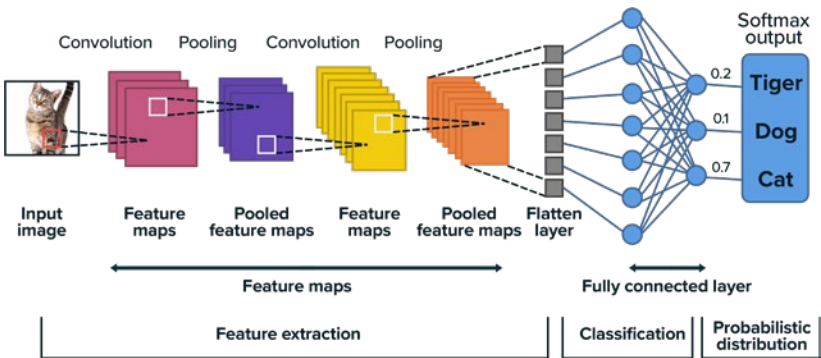 Softmax
output
Convolution
Pooling
Convolution
Pooling
0.2
Tiger
0.1
Dog
0.7
Cat
Input
image
Feature
maps
Pooled
feature maps
Feature
maps
Pooled
feature maps
Flatten
layer
Feature maps
Fully connected layer
Feature extraction
Classification
Probabilistic
distribution